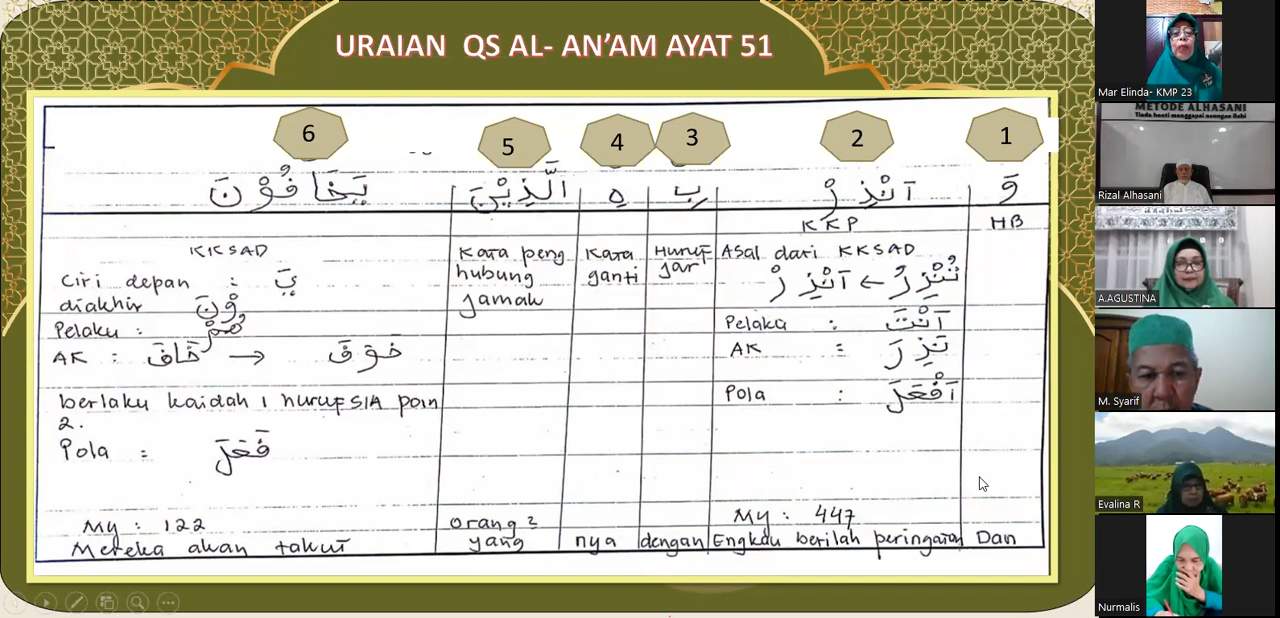 URAIAN QS AL- AN'AM AYAT 51
6 5 4 3 2 1
وَ
اَنْذِرْ
بِ
هِ
الَّذِيْنَ
يَخَافُوْنَ
HB
KKP
Asal dari KKSAD
تُنْذِرُ ← اَنْذِرْ
Pelaku : اَنْتَ
AK : نَذِرَ
Pola : اَفْعَلَ
My : 447
Engkau berilah peringatan
Dan
Huruf
jar
dengan
Kata
ganti
nya
Kata peng
hubung
jamak
orang2
yang
KKSAD
Ciri depan : يَ
diakhir وْنَ
Pelaku : هُمْ
AK : خَافَ → خَوَفَ
berlaku kaidah 1 huruf SIA poin
2.
Pola : فَعَلَ
My : 122
Mereka akan takut
Mar Elinda- KMP 23
METODE ALHASANI
Tiada henti menggapai naungan Ilahi
Rizal Alhasani
A.AGUSTINA
M. Syarif
Evalina R
Nurmalis